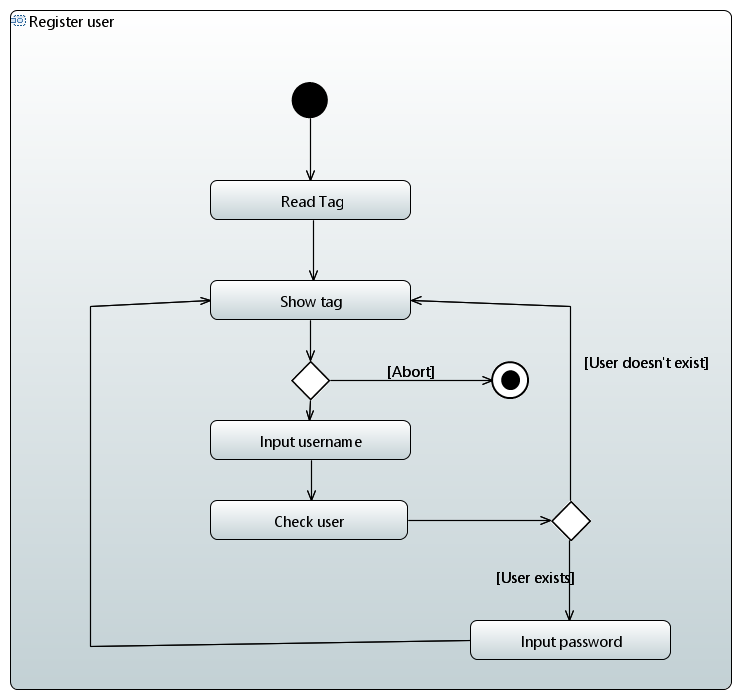 Register user
Read Tag
Show tag
[User doesn't exist]
[Abort]
Input username
Check user
[User exists]
Input password